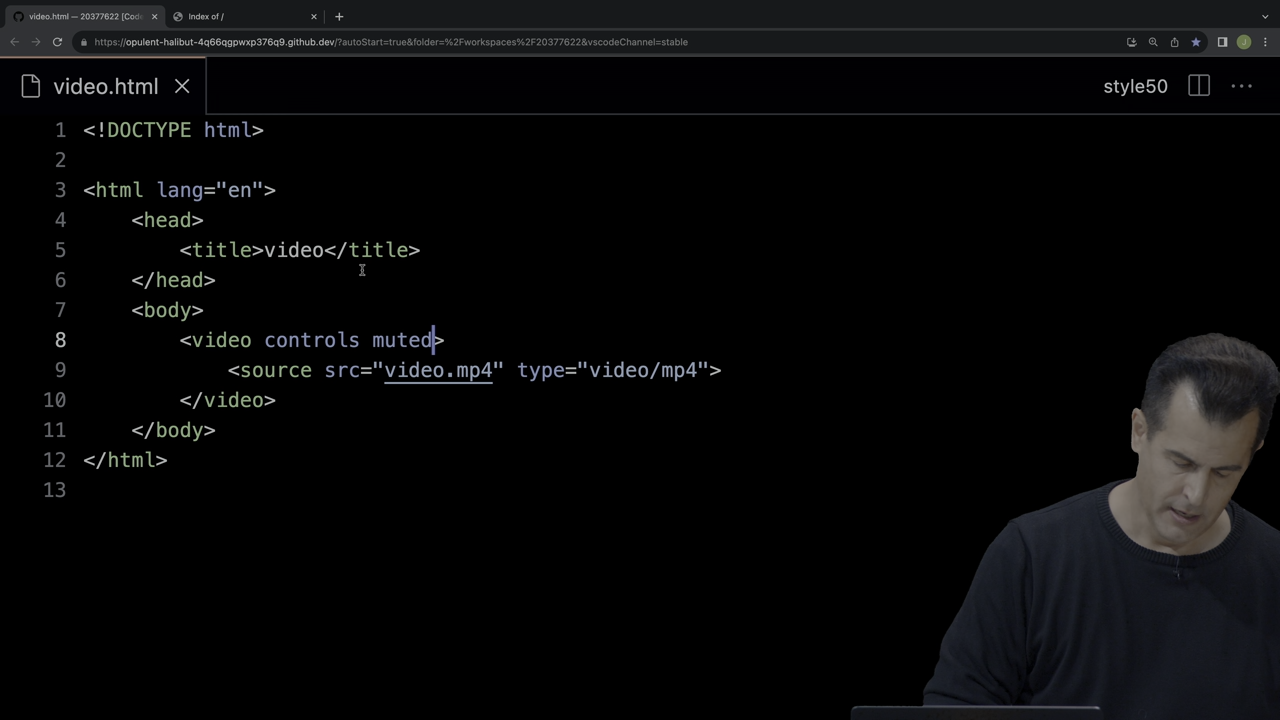 video.html — 20377622 [Code
Index of /
https://opulent-halibut-4q66qgpwxp376q9.github.dev/?autoStart=true&folder=%2Fworkspaces%2F20377622&vscodeChannel=stable
J
video.html
style50
1 <!DOCTYPE html>
2
3 <html lang="en">
4 <head>
5 <title>video</title>
6 </head>
7 <body>
8 <video controls muted>
9 <source src="video.mp4" type="video/mp4">
10 </video>
11 </body>
12 </html>
13